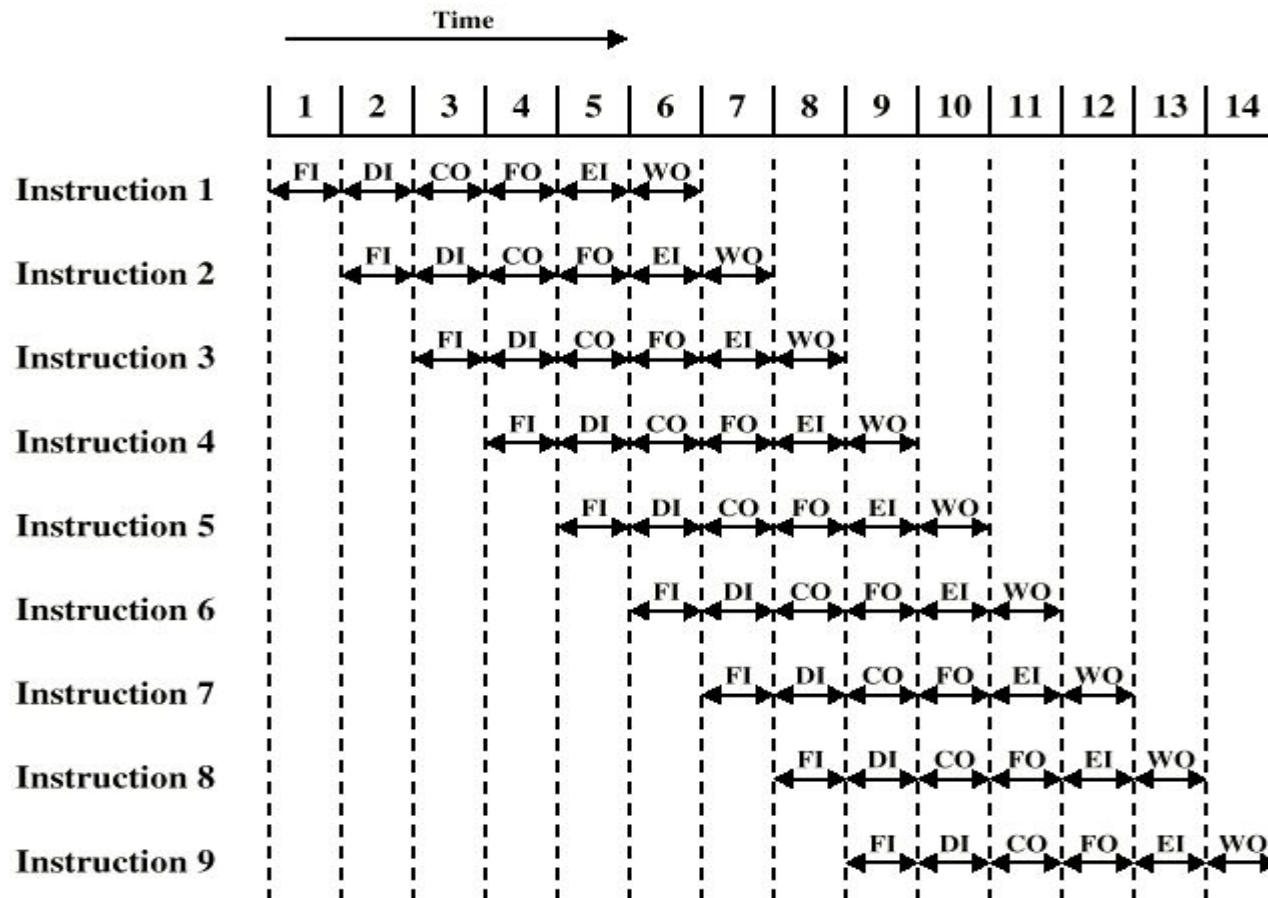 Time
1 2 3 4 5 6 7 8 9 10 11 12 13 14
Instruction 1 FI DI CO FO EI WO
Instruction 2 FI DI CO FO EI WO
Instruction 3 FI DI CO FO EI WO
Instruction 4 FI DI CO FO EI WO
Instruction 5 FI DI CO FO EI WO
Instruction 6 FI DI CO FO EI WO
Instruction 7 FI DI CO FO EI WO
Instruction 8 FI DI CO FO EI WO
Instruction 9 FI DI CO FO EI WO